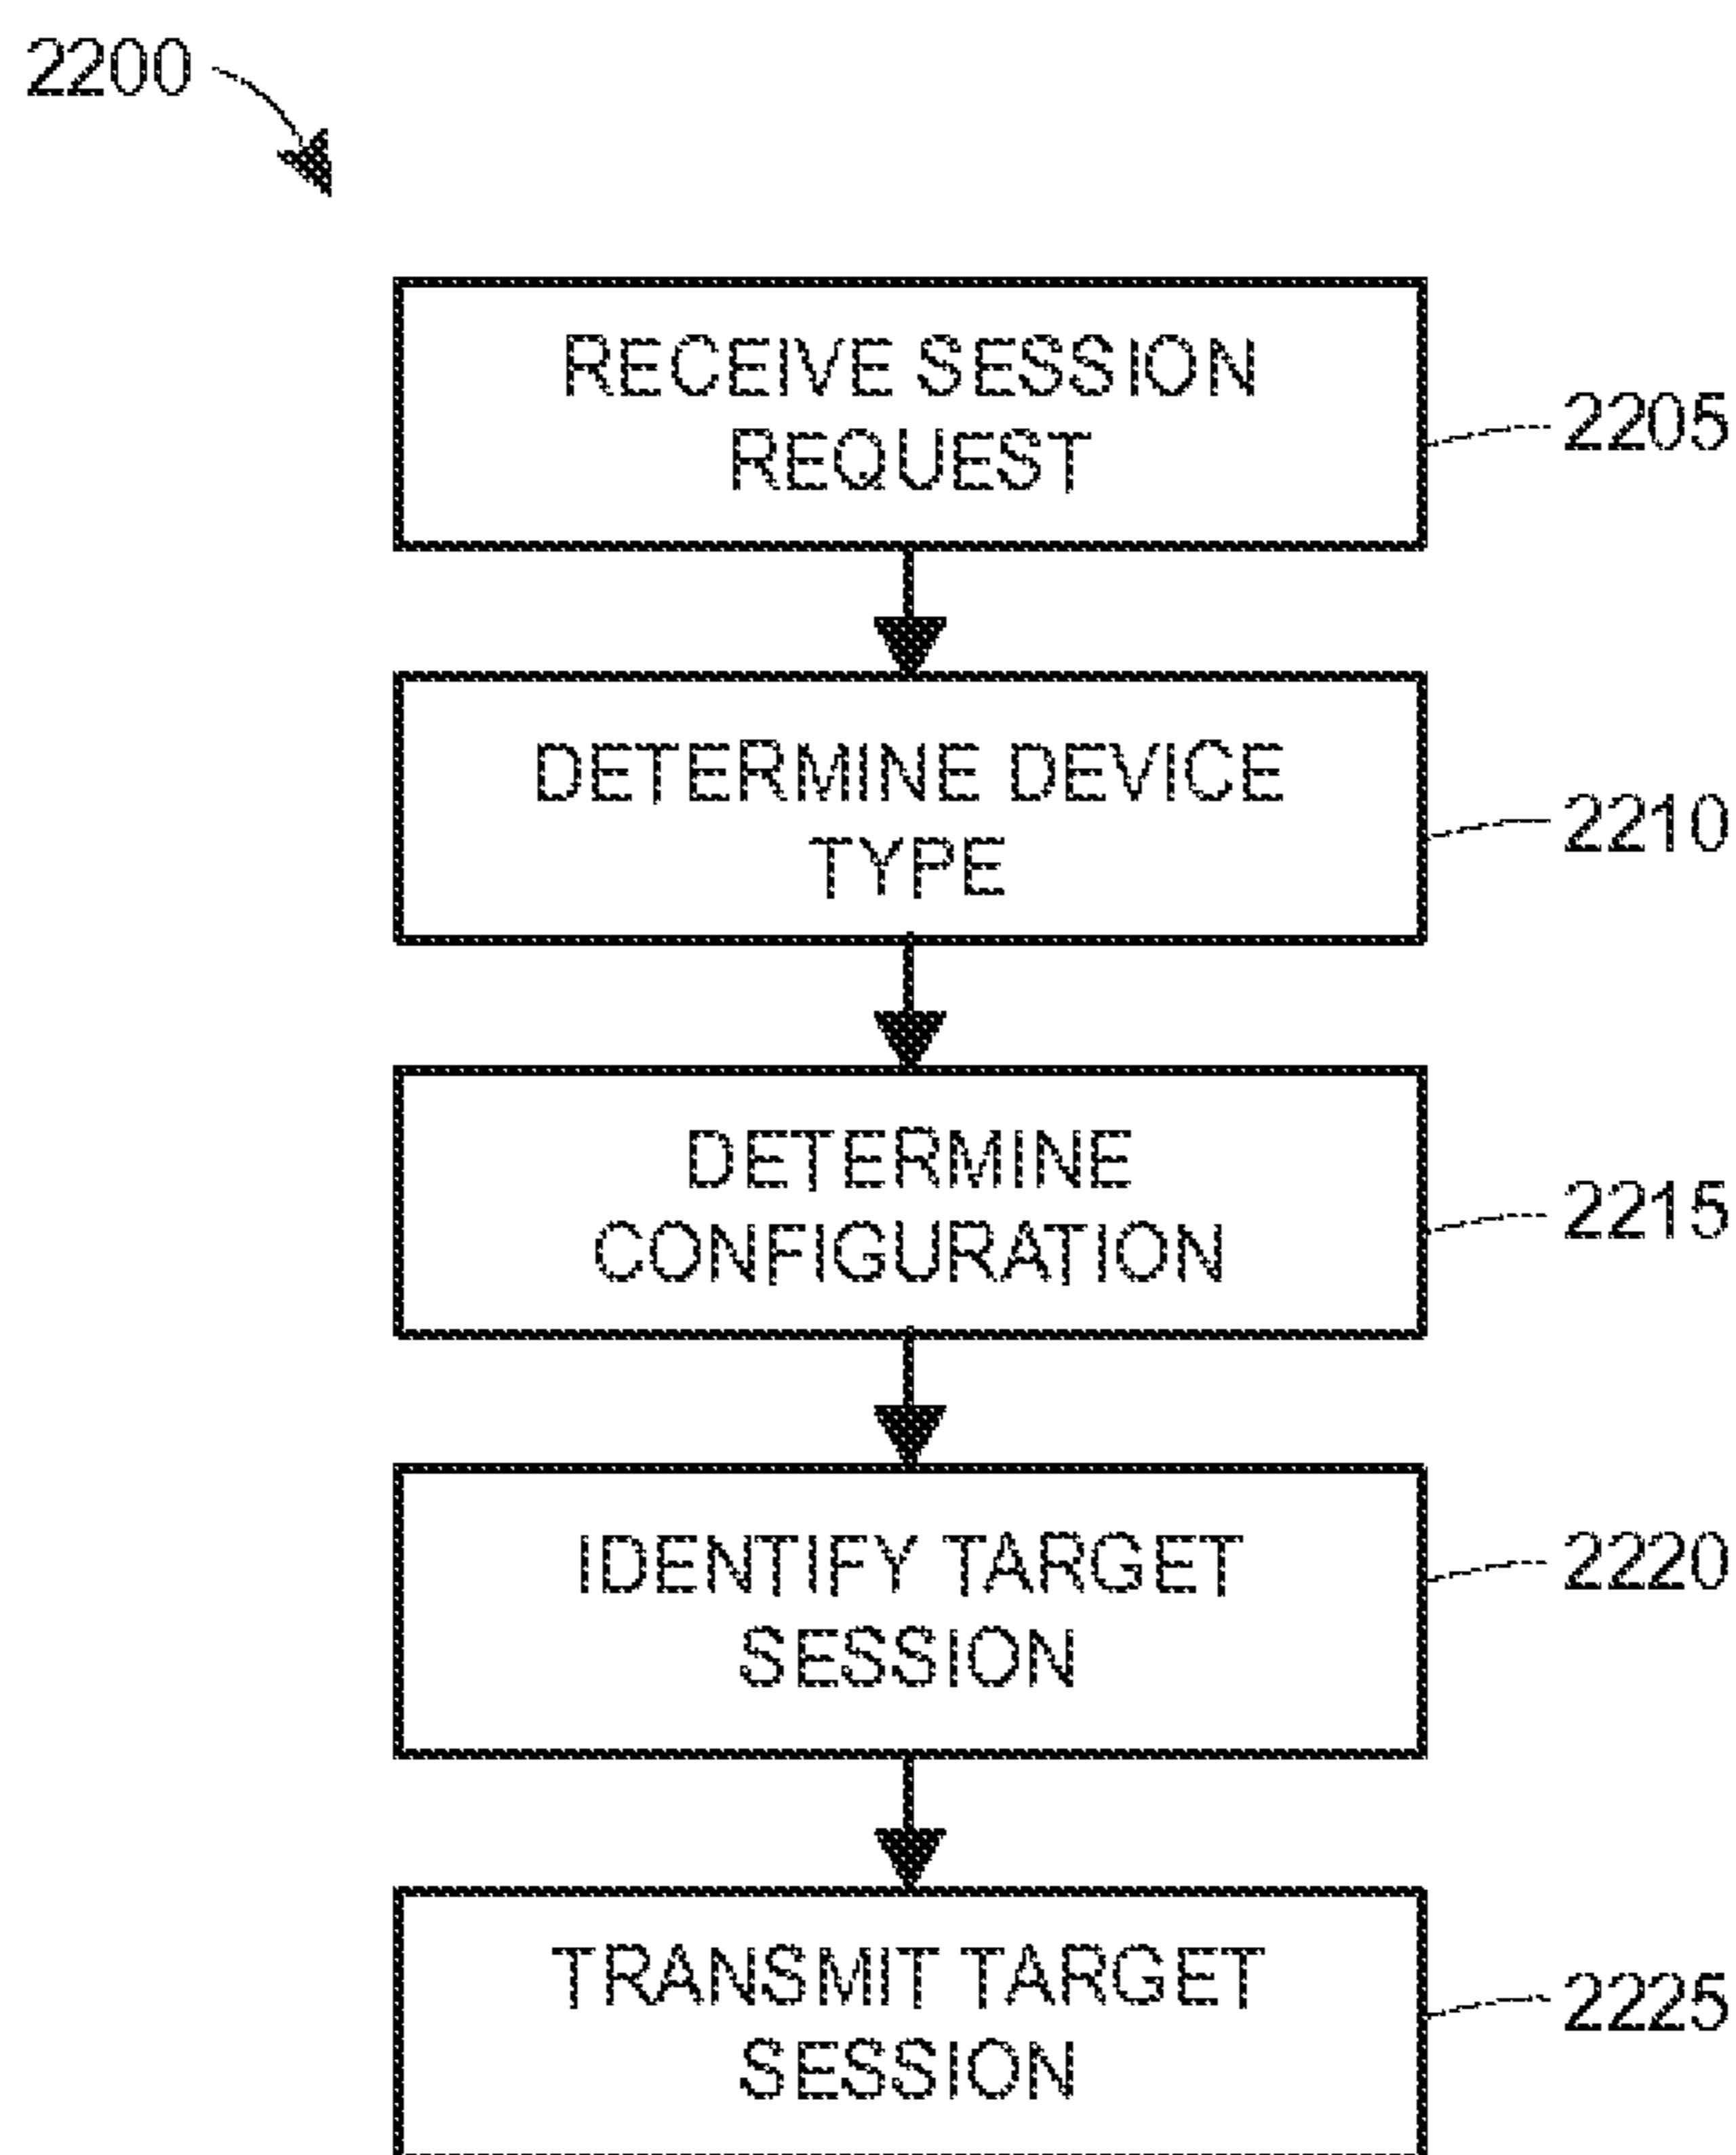 2200
RECEIVE SESSION
REQUEST
2205
DETERMINE DEVICE
TYPE
2210
DETERMINE
CONFIGURATION
2215
IDENTIFY TARGET
SESSION
2220
TRANSMIT TARGET
SESSION
2225